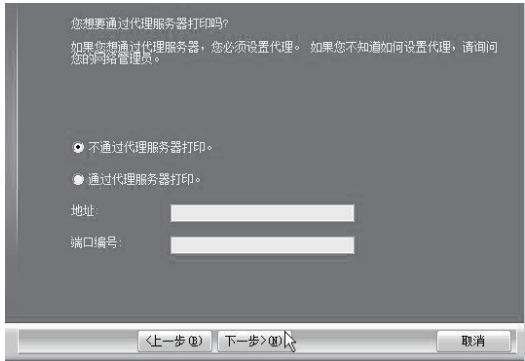 您想要通过代理服务器打印吗?
如果您想通过代理服务器，您必须设置代理。 如果您不知道如何设置代理，请询问
您的网络管理员。
不通过代理服务器打印。
通过代理服务器打印。
地址:
端口编号:
<上一步(B) 下一步>(N) 取消